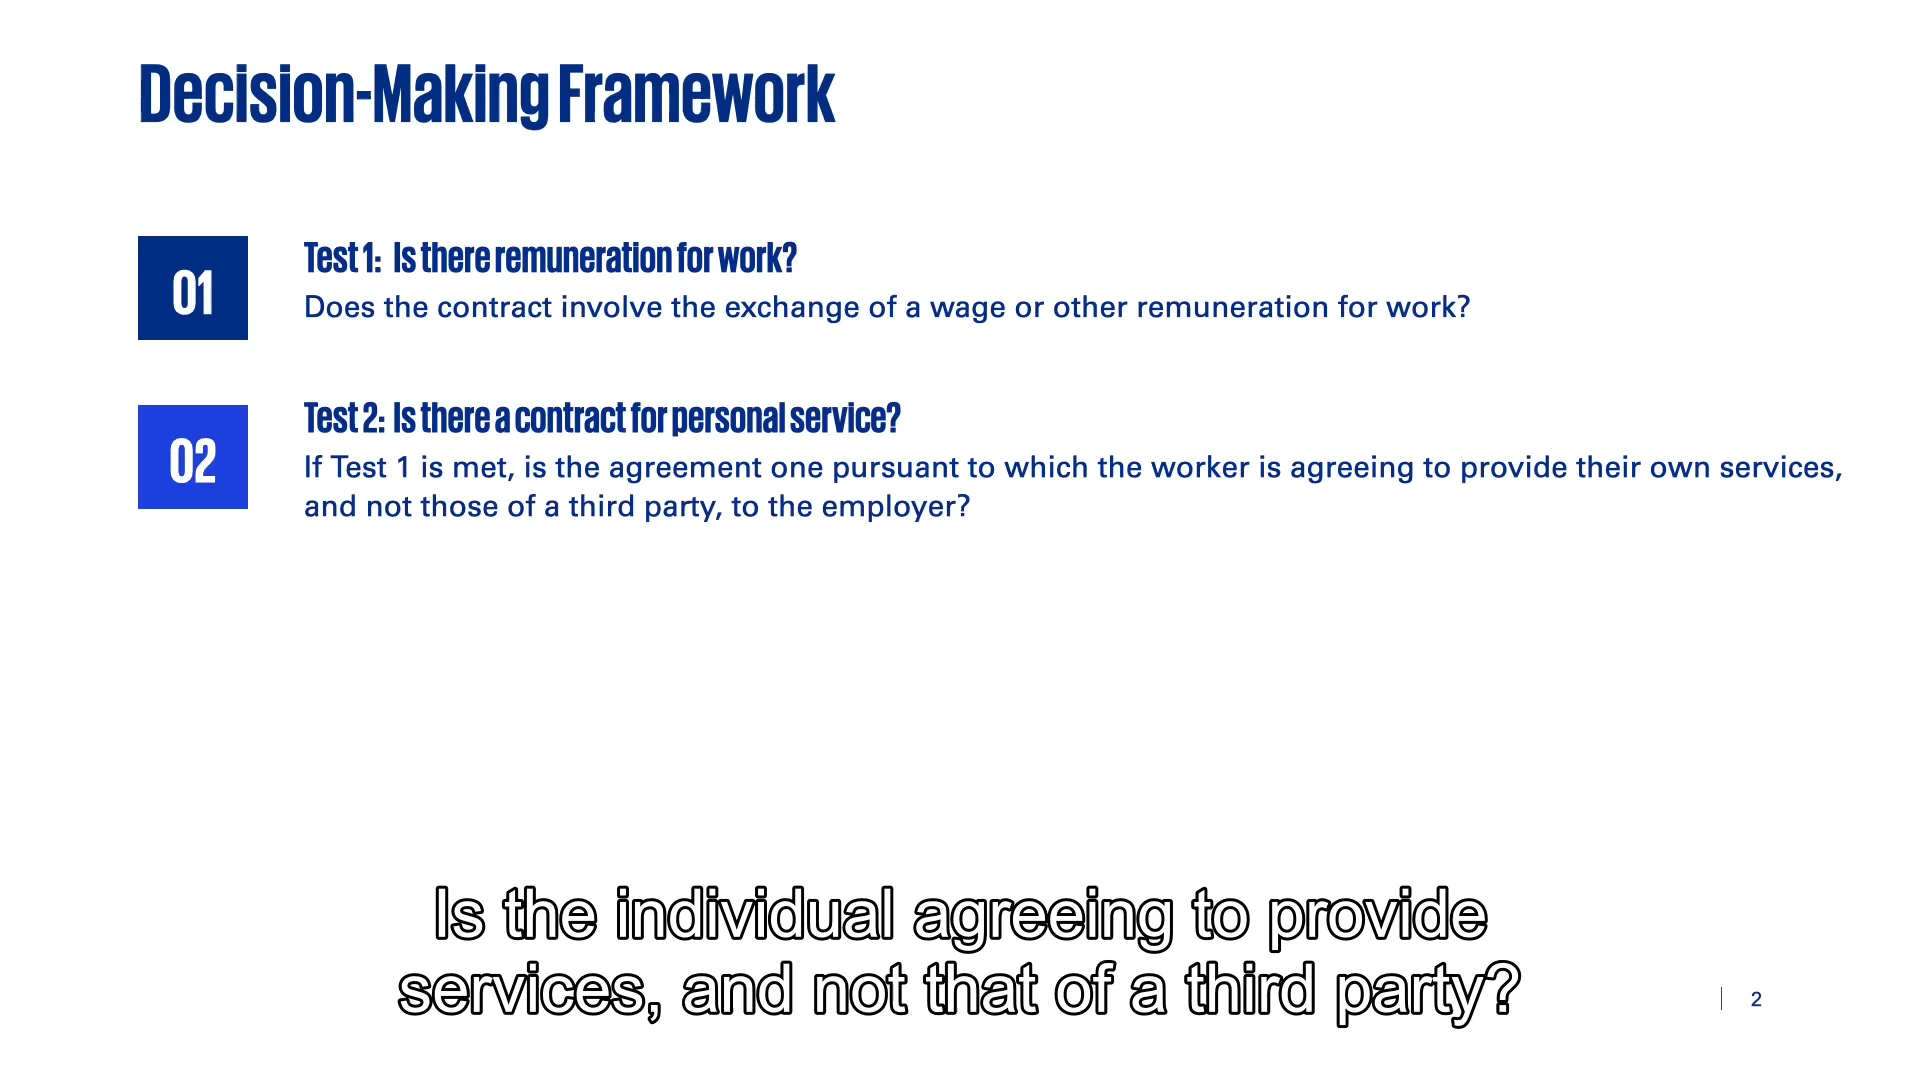 Decision-Making Framework
01
Test 1: Is there remuneration for work?
Does the contract involve the exchange of a wage or other remuneration for work?
02
Test 2: Is there a contract for personal service?
If Test 1 is met, is the agreement one pursuant to which the worker is agreeing to provide their own services,
and not those of a third party, to the employer?
Is the individual agreeing to provide
services, and not that of a third party?
2